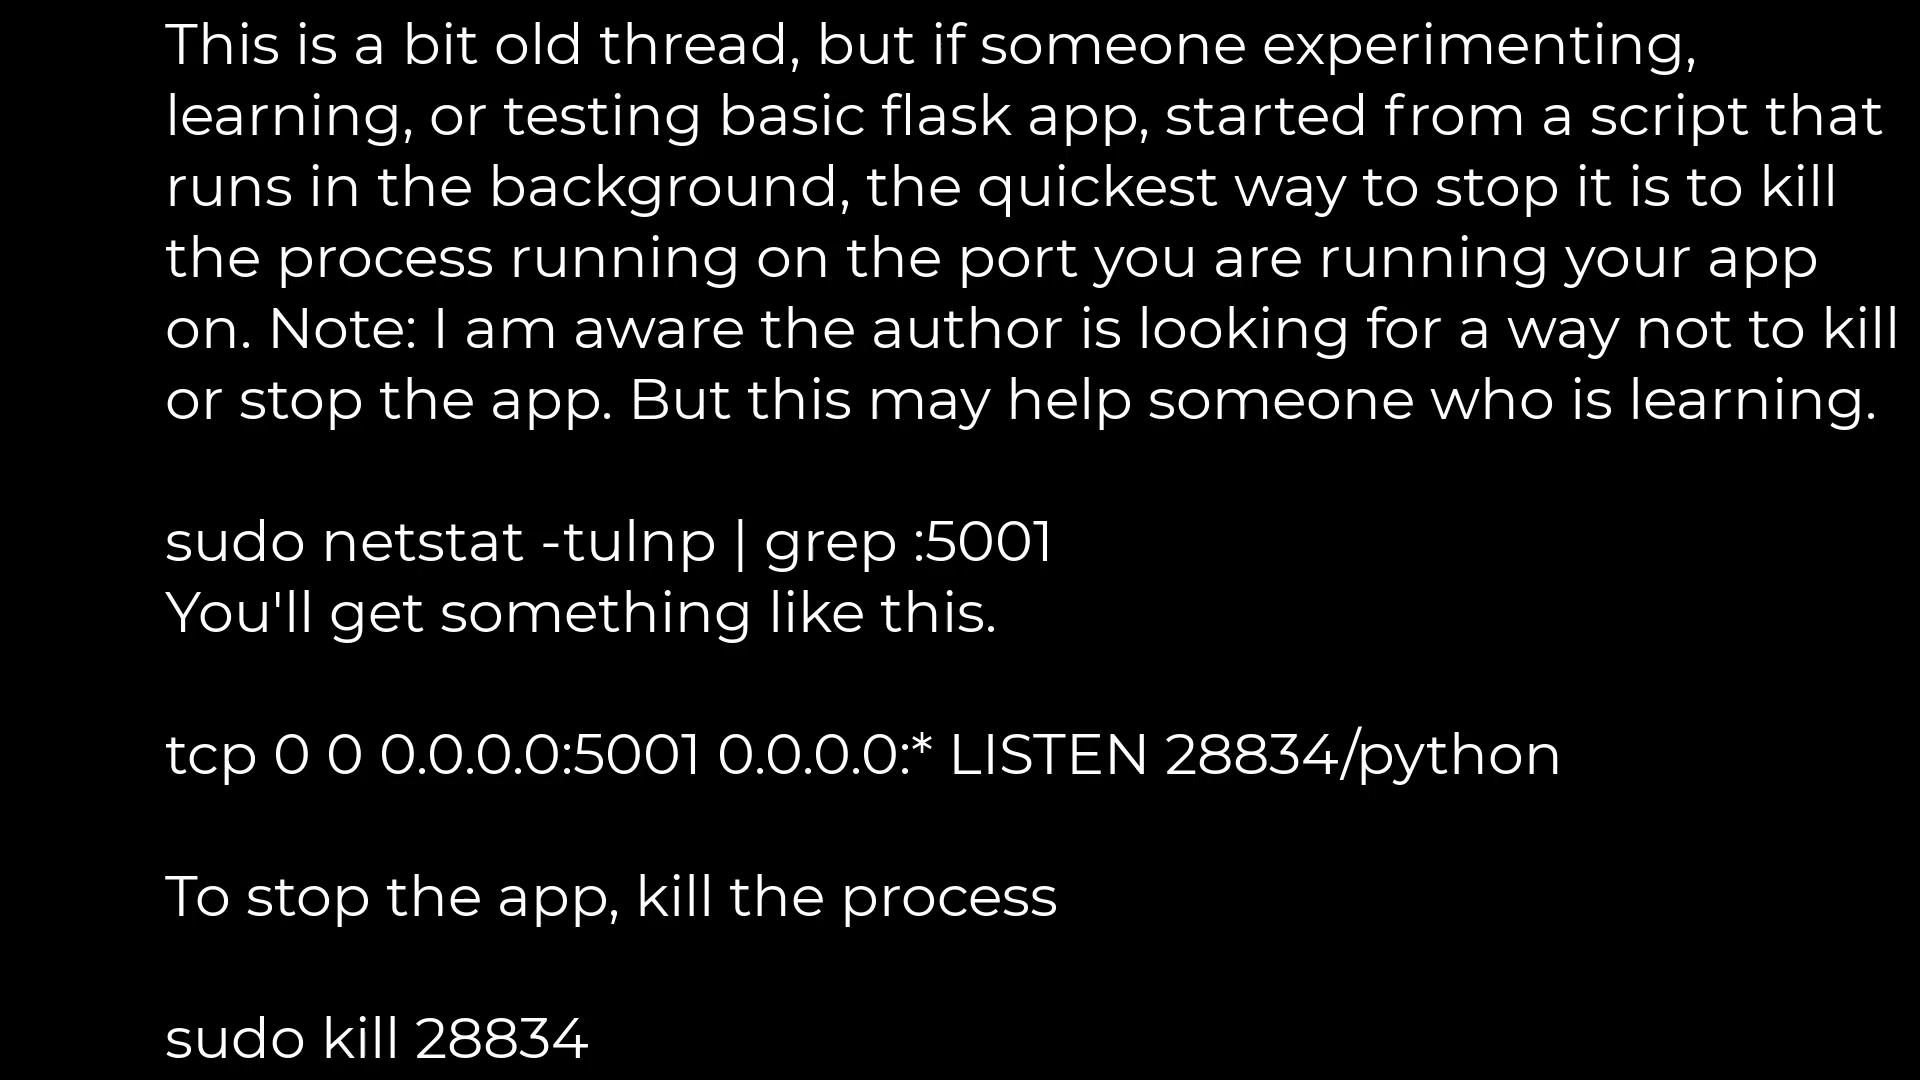 This is a bit old thread, but if someone experimenting,
learning, or testing basic flask app, started from a script that
runs in the background, the quickest way to stop it is to kill
the process running on the port you are running your app
on. Note: I am aware the author is looking for a way not to kill
or stop the app. But this may help someone who is learning.
sudo netstat -tulnp | grep :5001
You'll get something like this.
tcp 0 0 0.0.0.0:5001 0.0.0.0:* LISTEN 28834/python
To stop the app, kill the process
sudo kill 28834